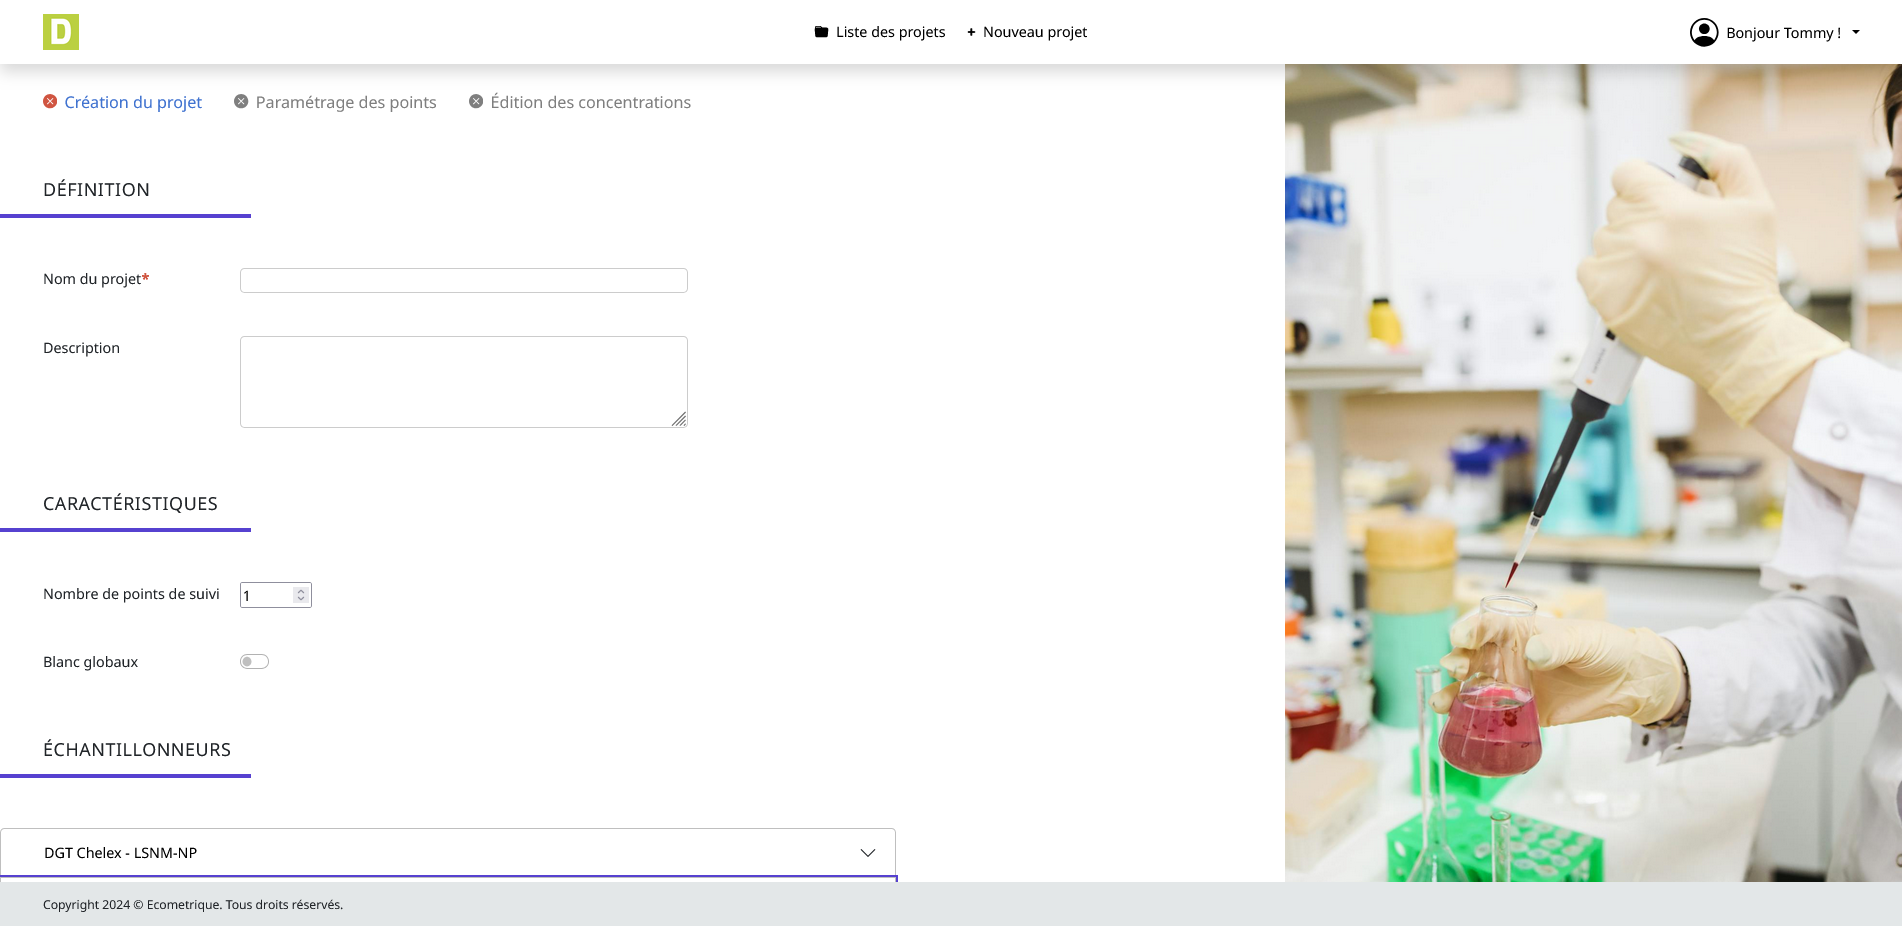 D
Liste des projets
+ Nouveau projet
Bonjour Tommy !
Création du projet
Paramétrage des points
Édition des concentrations
DÉFINITION
Nom du projet*
Description
CARACTÉRISTIQUES
Nombre de points de suivi
1
Blanc globaux
ÉCHANTILLONNEURS
DGT Chelex - LSNM-NP
Copyright 2024 © Ecometrique. Tous droits réservés.